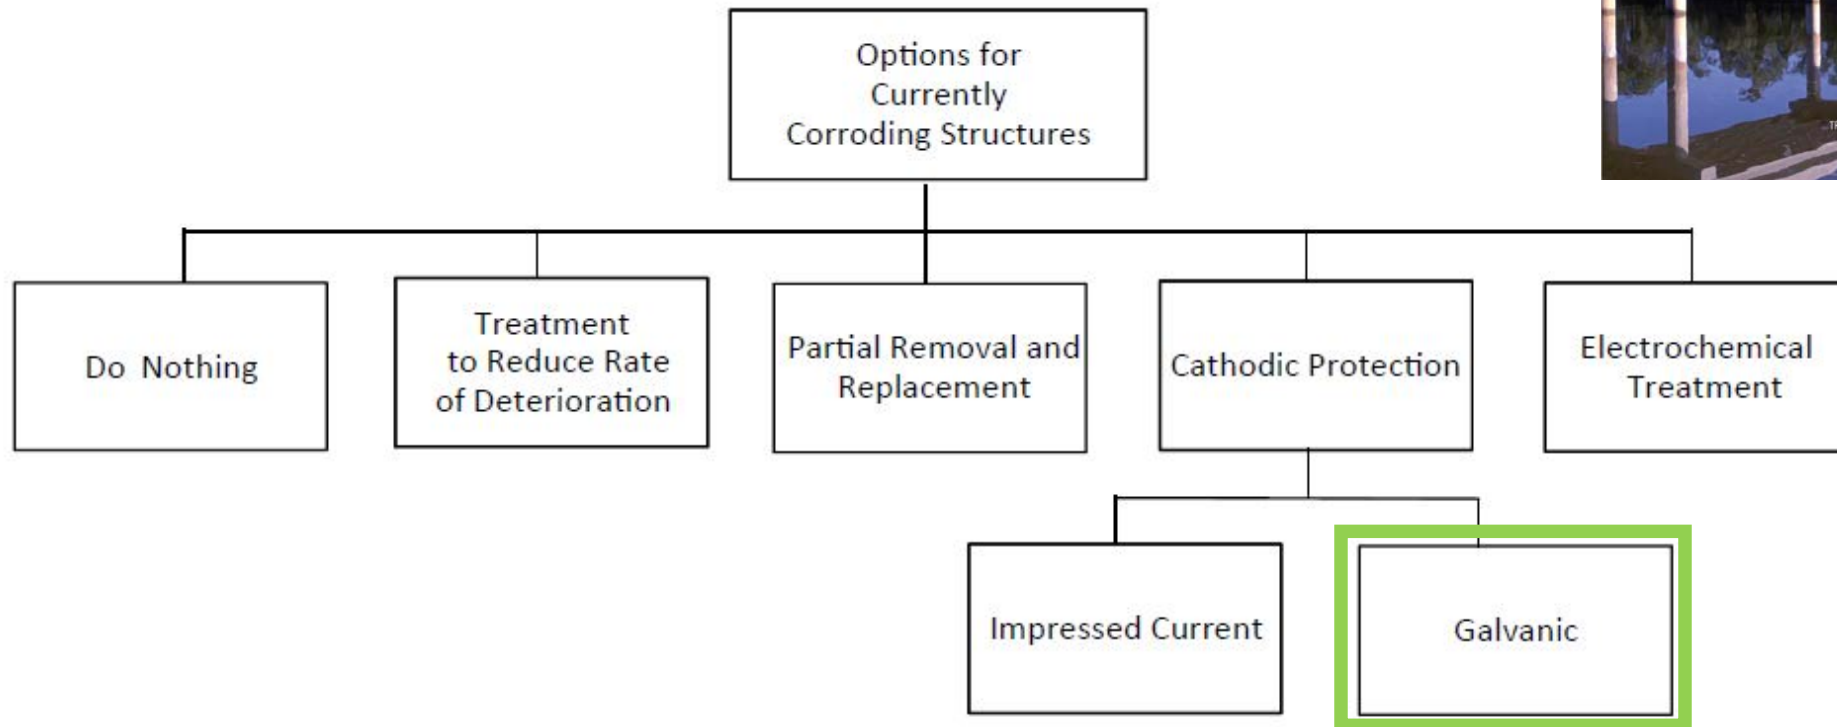 Options for
Currently
Corroding Structures
Do Nothing
Treatment
to Reduce Rate
of Deterioration
Partial Removal and
Replacement
Cathodic Protection
Electrochemical
Treatment
Impressed Current
Galvanic